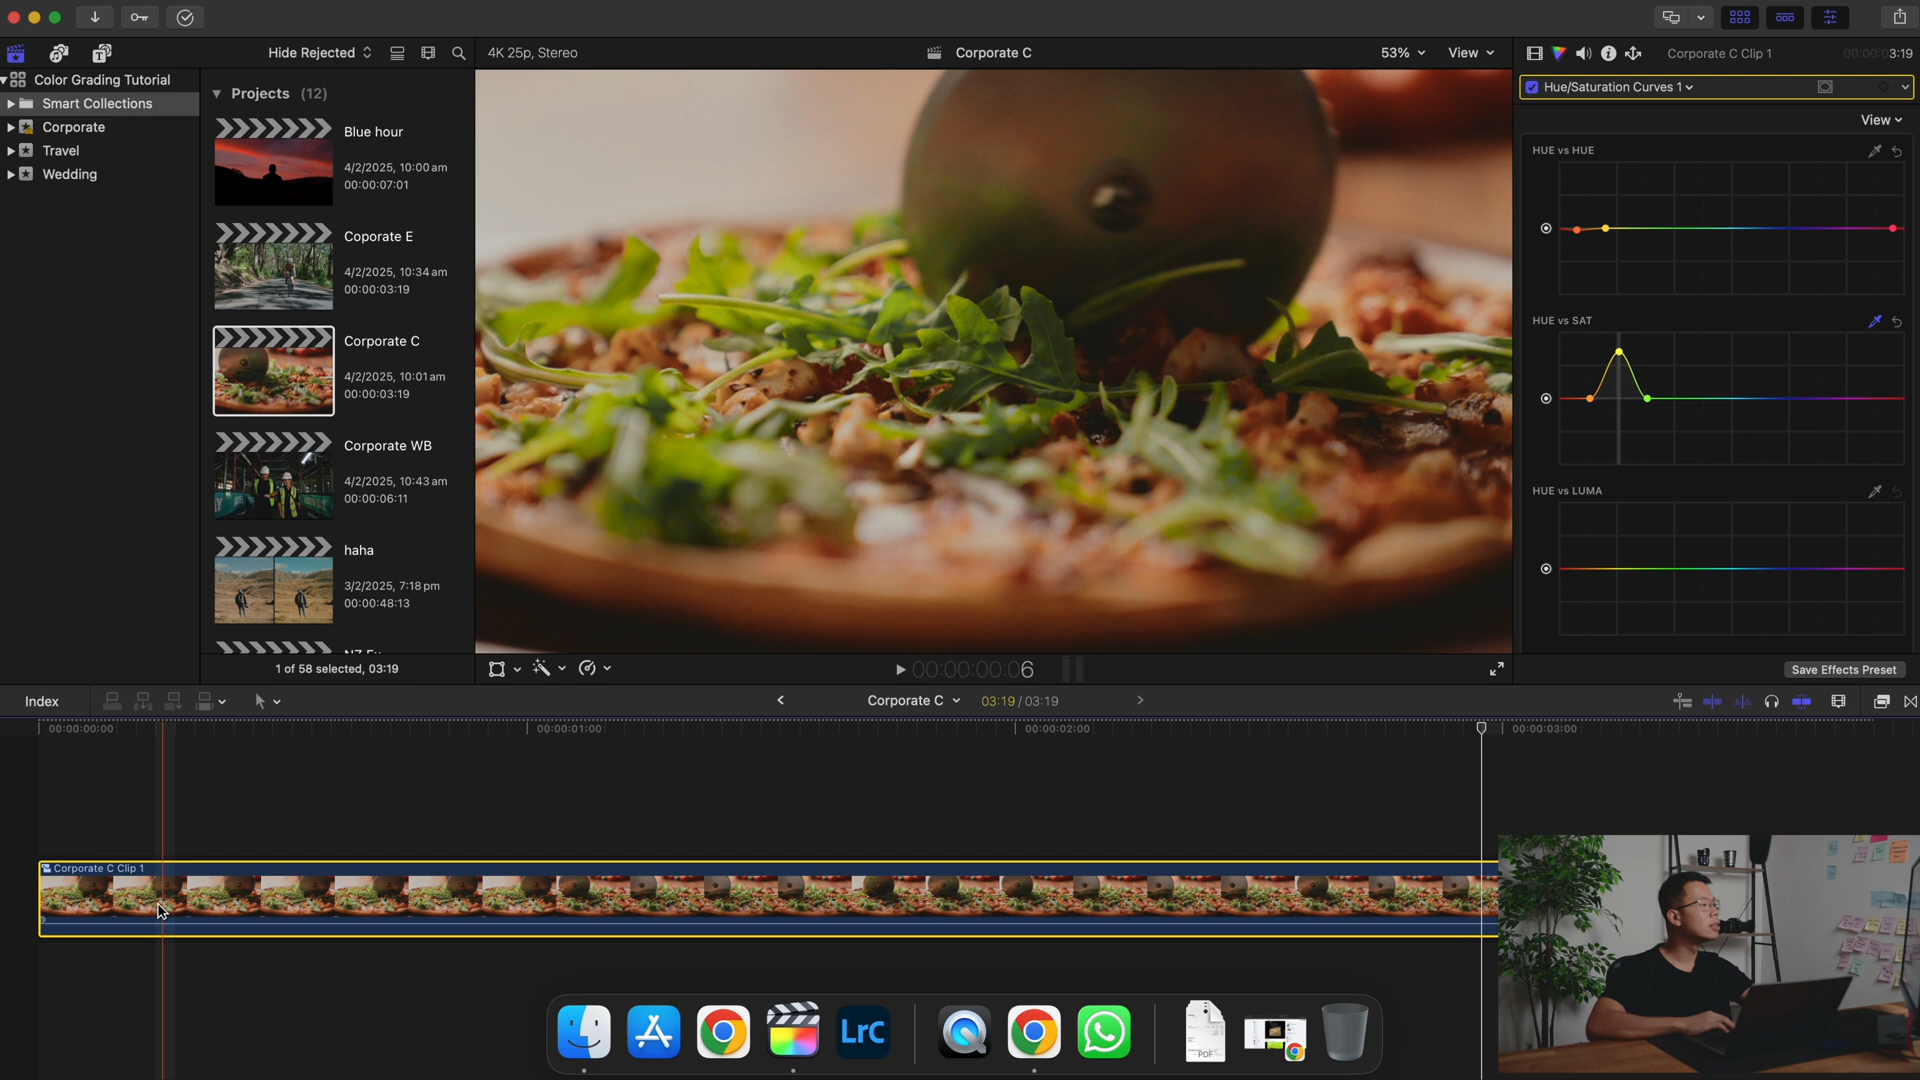 Hide Rejected
4K 25p, Stereo
Corporate C
53%
View
Corporate C Clip 1
00:00:03:19
Color Grading Tutorial
Smart Collections
Corporate
Travel
Wedding
Projects (12)
Blue hour
4/2/2025, 10:00 am
00:00:07:01
Coporate E
4/2/2025, 10:34 am
00:00:03:19
Corporate C
4/2/2025, 10:01 am
00:00:03:19
Corporate WB
4/2/2025, 10:43 am
00:00:06:11
haha
3/2/2025, 7:18 pm
00:00:48:13
1 of 58 selected, 03:19
Hue/Saturation Curves 1
View
HUE vs HUE
HUE vs SAT
HUE vs LUMA
00:00:00:06
Save Effects Preset
Index
Corporate C
03:19 / 03:19
00:00:00:00
00:00:01:00
00:00:02:00
00:00:03:00
Corporate C Clip 1
LrC
PDF